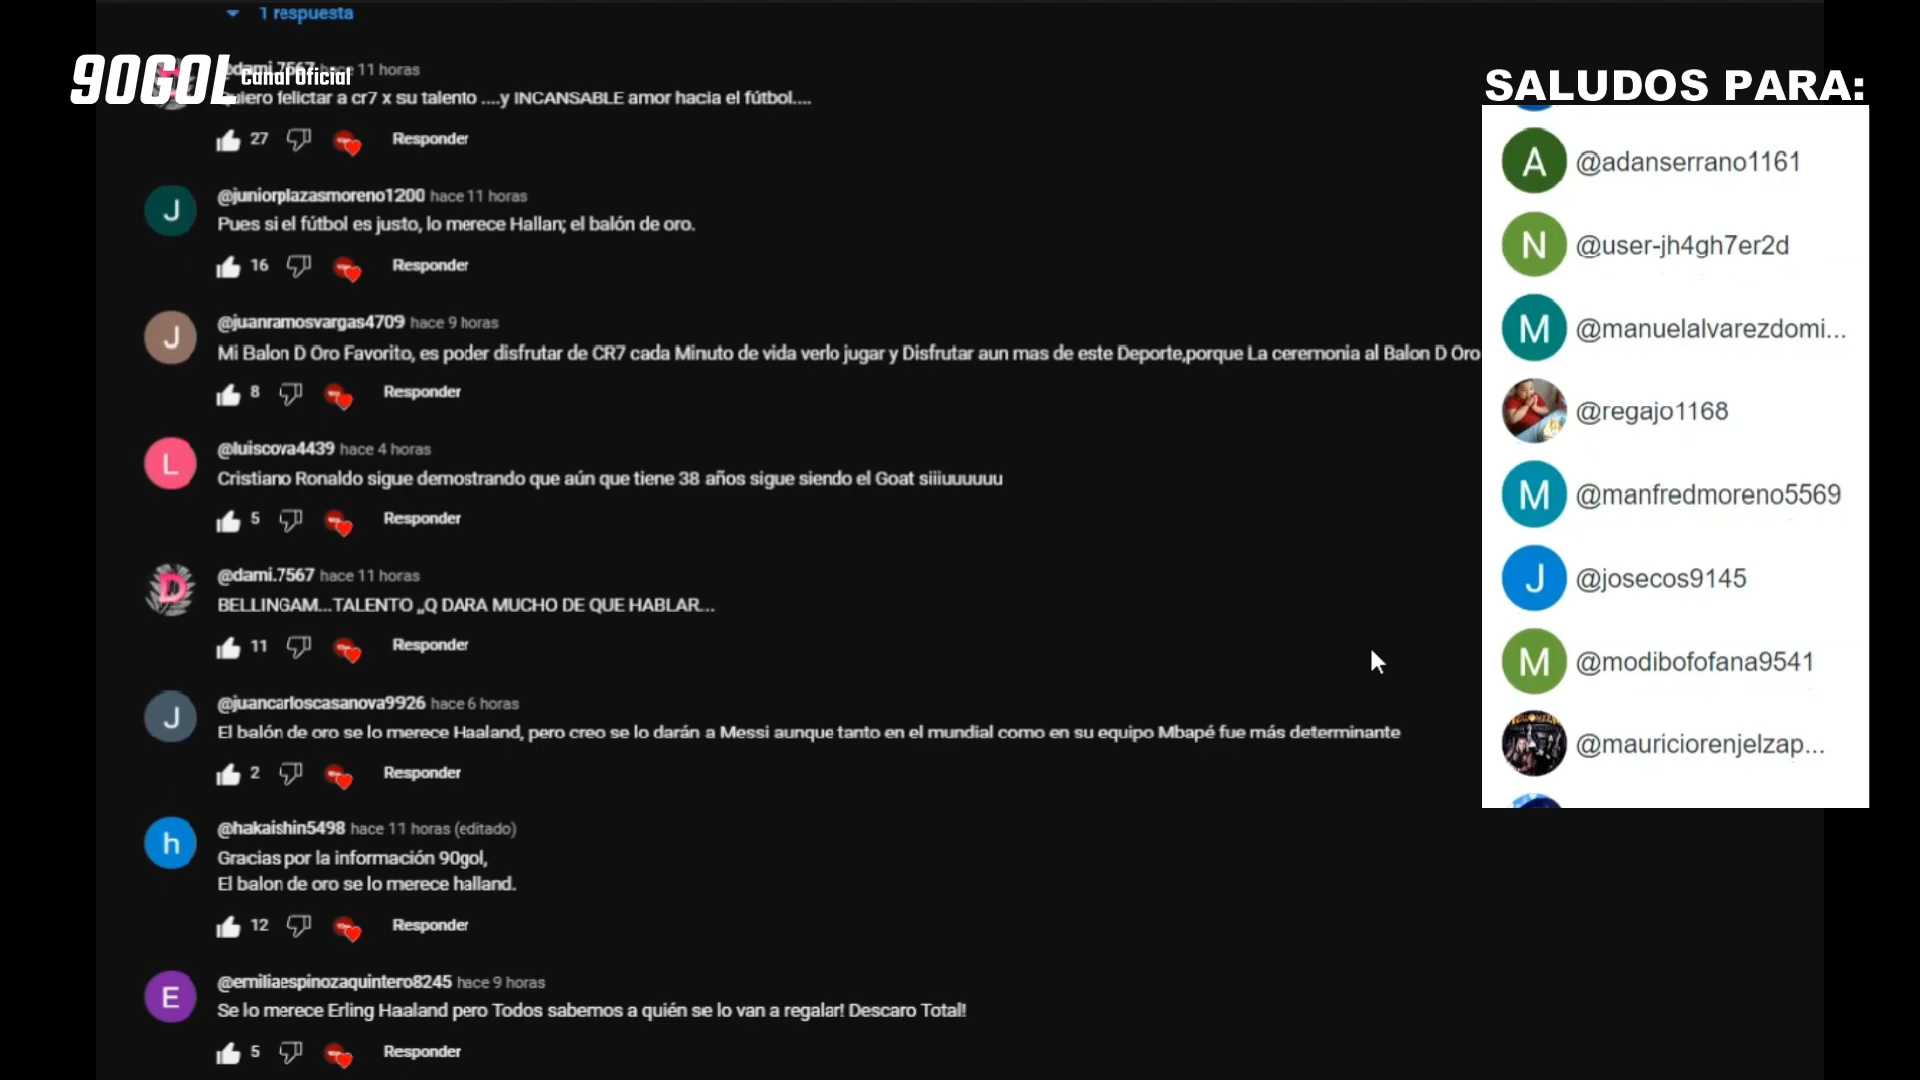 1 respuesta
90GOL Canal Oficial
@dami.7567 hace 11 horas
Quiero felictar a cr7 x su talento ....y INCANSABLE amor hacia el fútbol....
27 Responder
@juniorplazasmoreno1200 hace 11 horas
Pues si el fútbol es justo, lo merece Hallan; el balón de oro.
16 Responder
@juanramosvargas4709 hace 9 horas
Mi Balon D Oro Favorito, es poder disfrutar de CR7 cada Minuto de vida verlo jugar y Disfrutar aun mas de este Deporte,porque La ceremonia al Balon D Oro
8 Responder
@luiscova4439 hace 4 horas
Cristiano Ronaldo sigue demostrando que aún que tiene 38 años sigue siendo el Goat siiiuuuuuu
5 Responder
D
@dami.7567 hace 11 horas
BELLINGAM...TALENTO ,,Q DARA MUCHO DE QUE HABLAR...
11 Responder
J
@juancarloscasanova9926 hace 6 horas
El balón de oro se lo merece Haaland, pero creo se lo darán a Messi aunque tanto en el mundial como en su equipo Mbapé fue más determinante
2 Responder
h
@hakaishin5498 hace 11 horas (editado)
Gracias por la información 90gol,
El balon de oro se lo merece halland.
12 Responder
E
@emiliaespinozaquintero8245 hace 9 horas
Se lo merece Erling Haaland pero Todos sabemos a quién se lo van a regalar! Descaro Total!
5 Responder
SALUDOS PARA:
A @adanserrano1161
N @user-jh4gh7er2d
M @manuelalvarezdomi...
@regajo1168
M @manfredmoreno5569
J @josecos9145
M @modibofofana9541
@mauriciorenjelzap...